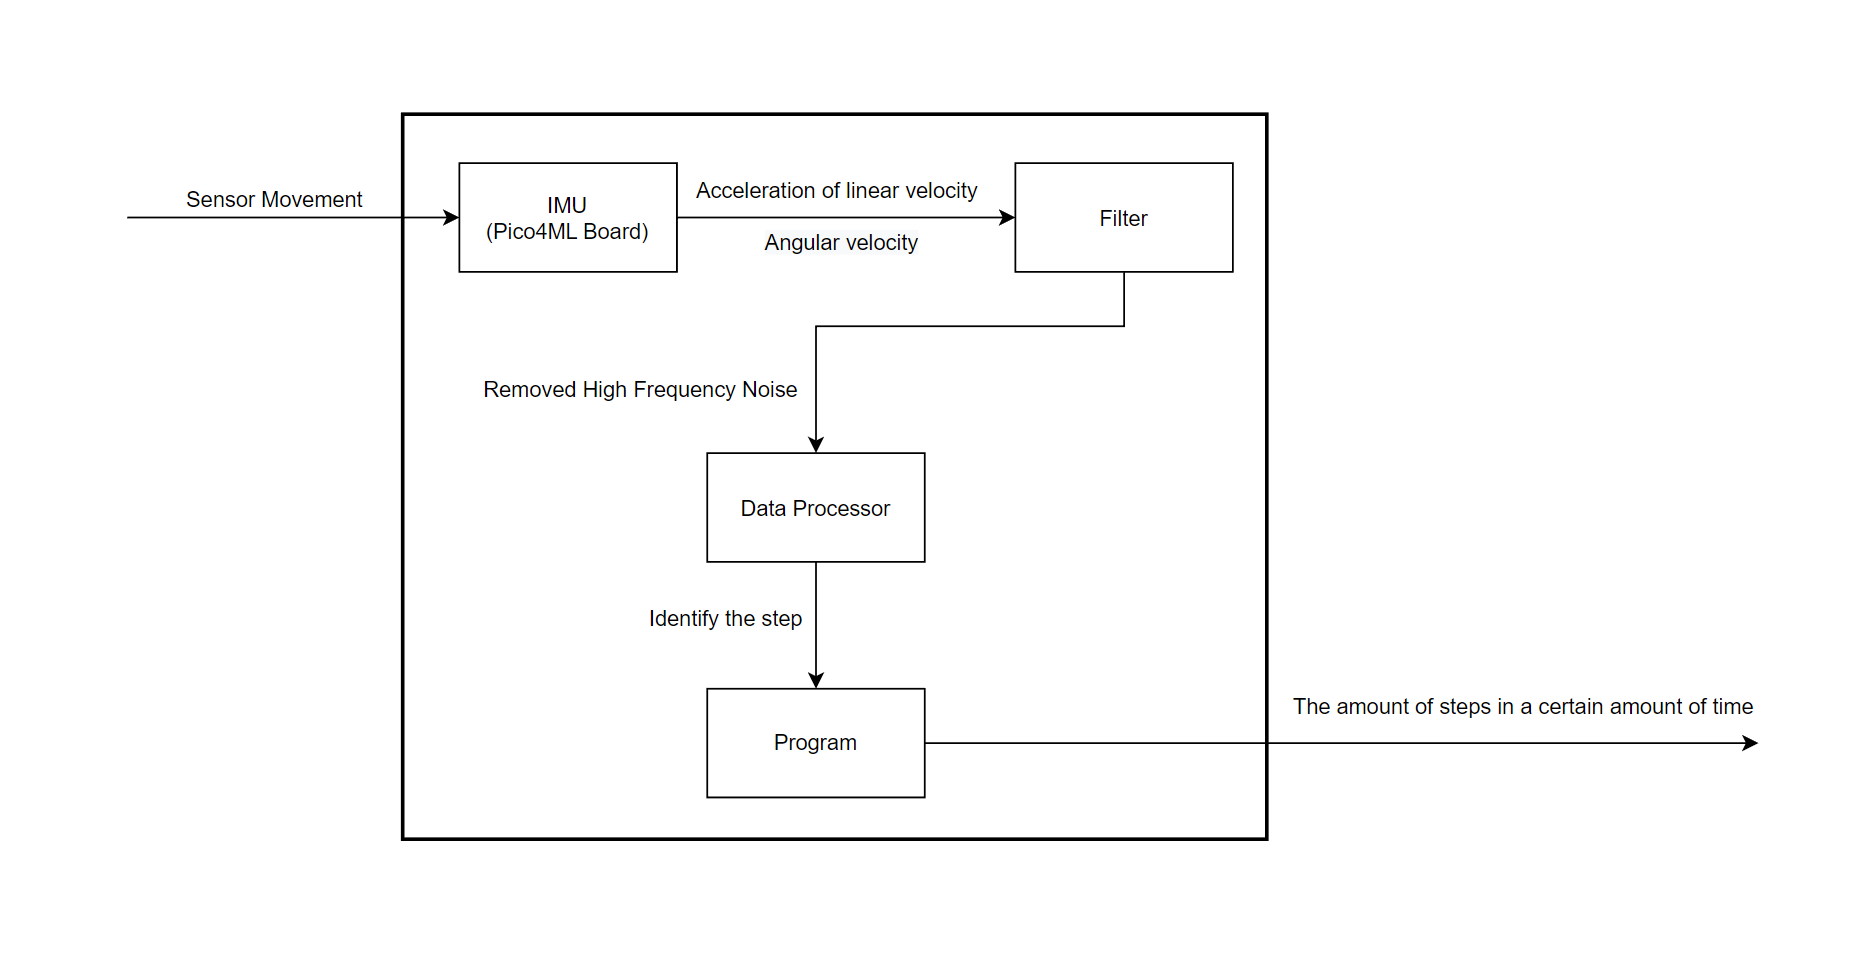 Sensor Movement
IMU
(Pico4ML Board)
Acceleration of linear velocity
Angular velocity
Filter
Removed High Frequency Noise
Data Processor
Identify the step
Program
The amount of steps in a certain amount of time